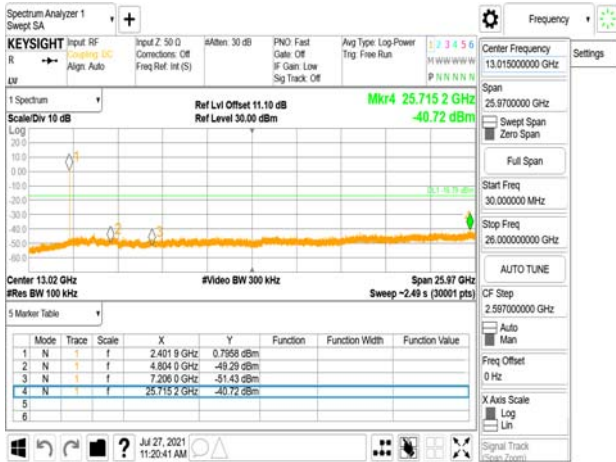 Spectrum Analyzer 1
Swept SA
Frequency
KEYSIGHT
R
Input: RF
Coupling: DC
Align: Auto
Input Z: 50 Ω
Corrections: Off
Freq Ref: Int (S)
#Atten: 30 dB
PNO: Fast
Gate: Off
IF Gain: Low
Sig Track: Off
Avg Type: Log-Power
Trig: Free Run
1 2 3 4 5 6
M W W W W W
P N N N N N
1 Spectrum
Scale/Div 10 dB
Ref Lvl Offset 11.10 dB
Ref Level 30.00 dBm
Mkr4 25.715 2 GHz
-40.72 dBm
Log
20.0
10.0
0.00
-10.0
-20.0
-30.0
-40.0
-50.0
-60.0
1
2
3
Center 13.02 GHz
#Res BW 100 kHz
#Video BW 300 kHz
Span 25.97 GHz
Sweep ~2.49 s (30001 pts)
5 Marker Table
Mode Trace Scale X Y Function Function Width Function Value
1 N 1 f 2.401 9 GHz 0.7958 dBm
2 N 1 f 4.804 0 GHz -49.29 dBm
3 N 1 f 7.206 0 GHz -51.43 dBm
4 N 1 f 25.715 2 GHz -40.72 dBm
5
6
?
Jul 27, 2021
11:20:41 AM
Center Frequency
13.015000000 GHz
Settings
Span
25.9700000 GHz
Swept Span
Zero Span
Full Span
Start Freq
30.000000 MHz
Stop Freq
26.000000000 GHz
AUTO TUNE
CF Step
2.597000000 GHz
Auto
Man
Freq Offset
0 Hz
X Axis Scale
Log
Lin
Signal Track
(Span Zoom)